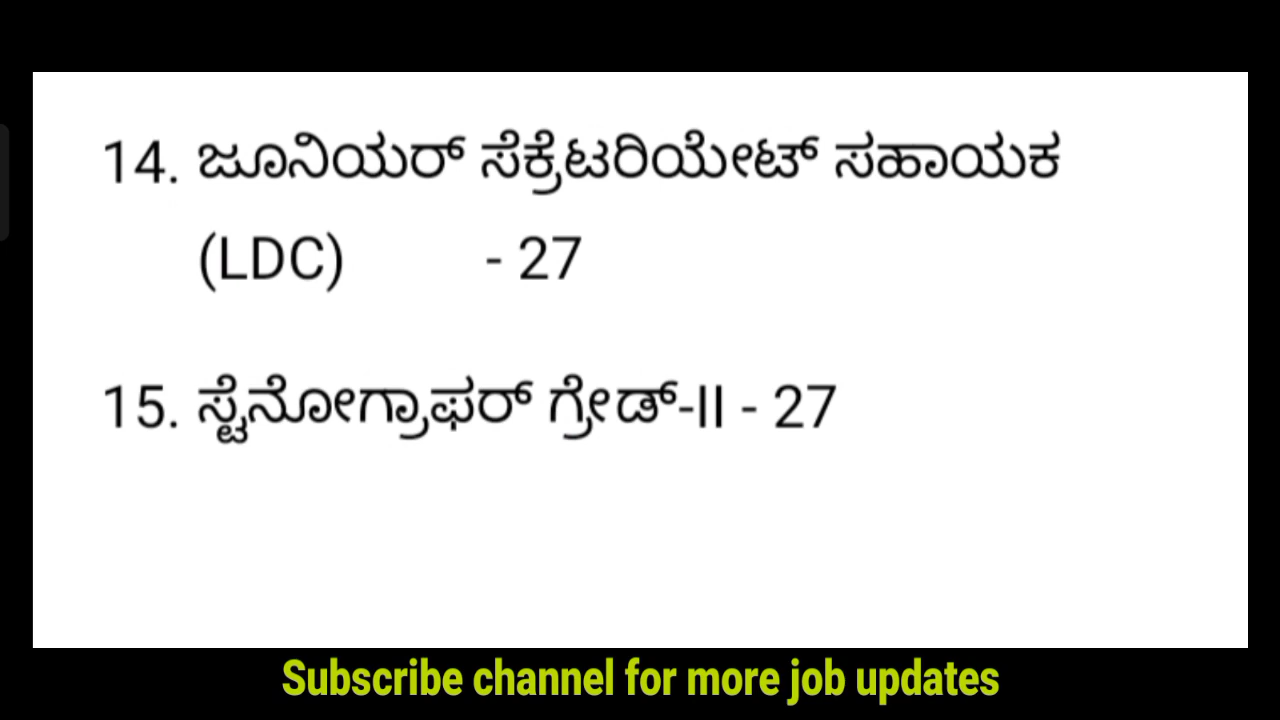 14. ಜೂನಿಯರ್ ಸೆಕ್ರೆಟರಿಯೇಟ್ ಸಹಾಯಕ
(LDC) - 27
15. ಸ್ಟೆನೋಗ್ರಾಫರ್ ಗ್ರೇಡ್-II - 27
Subscribe channel for more job updates